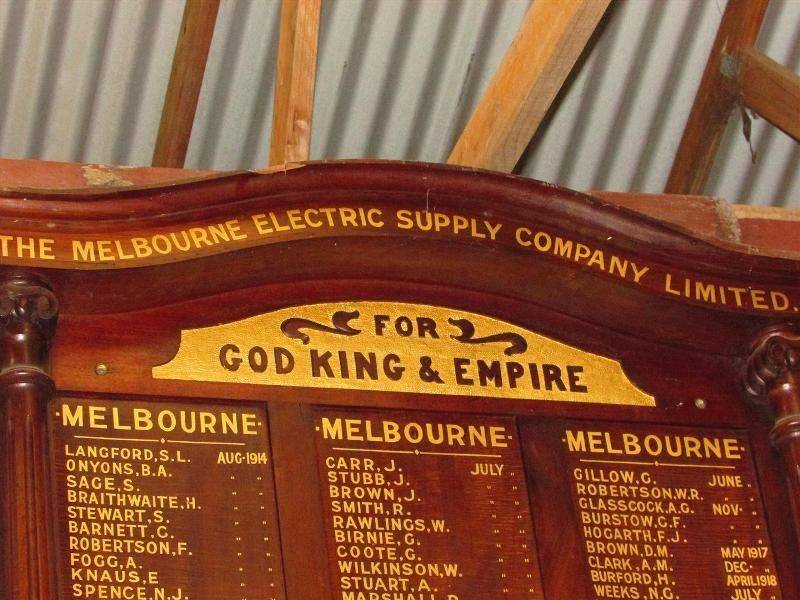 THE MELBOURNE ELECTRIC SUPPLY COMPANY LIMITED.
FOR
GOD KING & EMPIRE
MELBOURNE
LANGFORD, S.L. AUG·1914
ONYONS, B.A. " "
SAGE, S. " "
BRAITHWAITE, H. " "
STEWART, S. " "
BARNETT, C. " "
ROBERTSON, F. " "
FOGG, A. " "
KNAUS, E " "
SPENCE, N.J. " "
MELBOURNE
CARR, J. JULY "
STUBB, J. " "
BROWN, J. " "
SMITH, R. " "
RAWLINGS, W. " "
BIRNIE, G. " "
COOTE, G. " "
WILKINSON, W. " "
STUART, A. " "
MELBOURNE
GILLOW, G. JUNE "
ROBERTSON, W.R. " "
GLASSCOCK, A.G. NOV· "
BURSTOW, G.F. " "
HOGARTH, F.J. " "
BROWN, D.M. MAY 1917
CLARK, A.M. DEC· "
BURFORD, H. APRIL 1918
WEEKS, N.G. JULY "